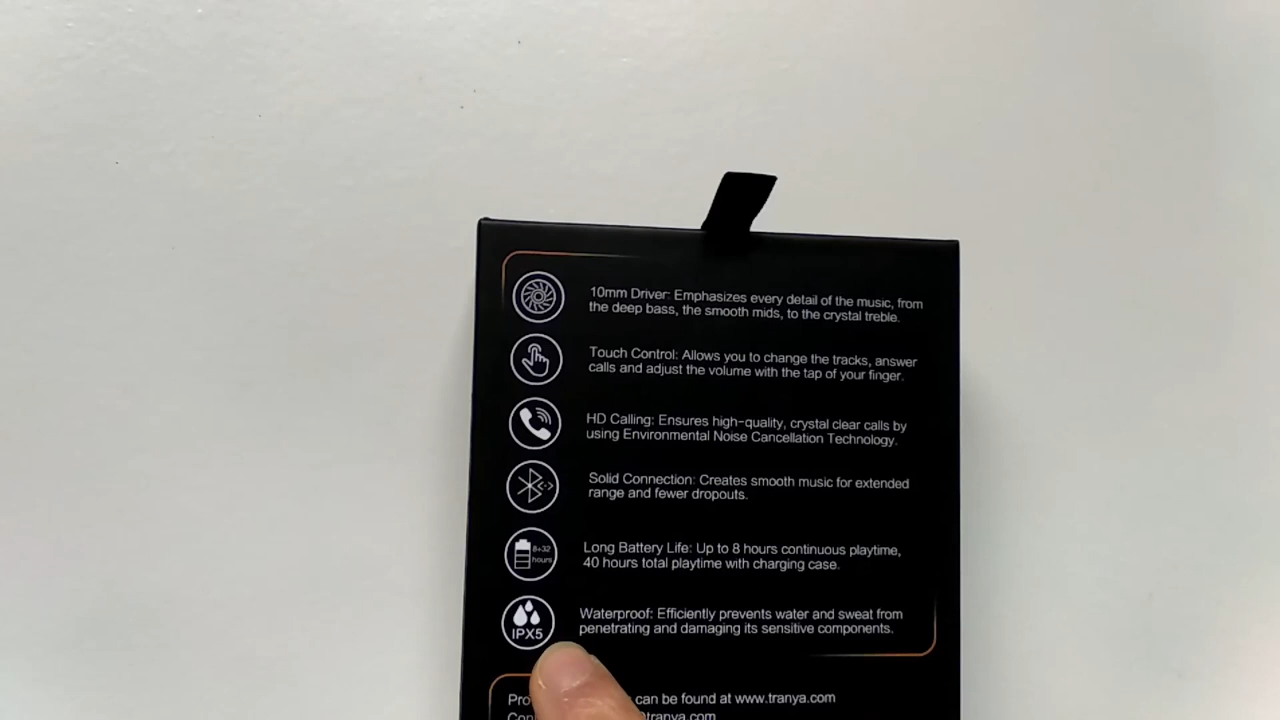 10mm Driver: Emphasizes every detail of the music, from
the deep bass, the smooth mids, to the crystal treble.
Touch Control: Allows you to change the tracks, answer
calls and adjust the volume with the tap of your finger.
HD Calling: Ensures high-quality, crystal clear calls by
using Environmental Noise Cancellation Technology.
Solid Connection: Creates smooth music for extended
range and fewer dropouts.
8+32
hours
Long Battery Life: Up to 8 hours continuous playtime,
40 hours total playtime with charging case.
IPX5
Waterproof: Efficiently prevents water and sweat from
penetrating and damaging its sensitive components.
can be found at www.tranya.com
tranya.com